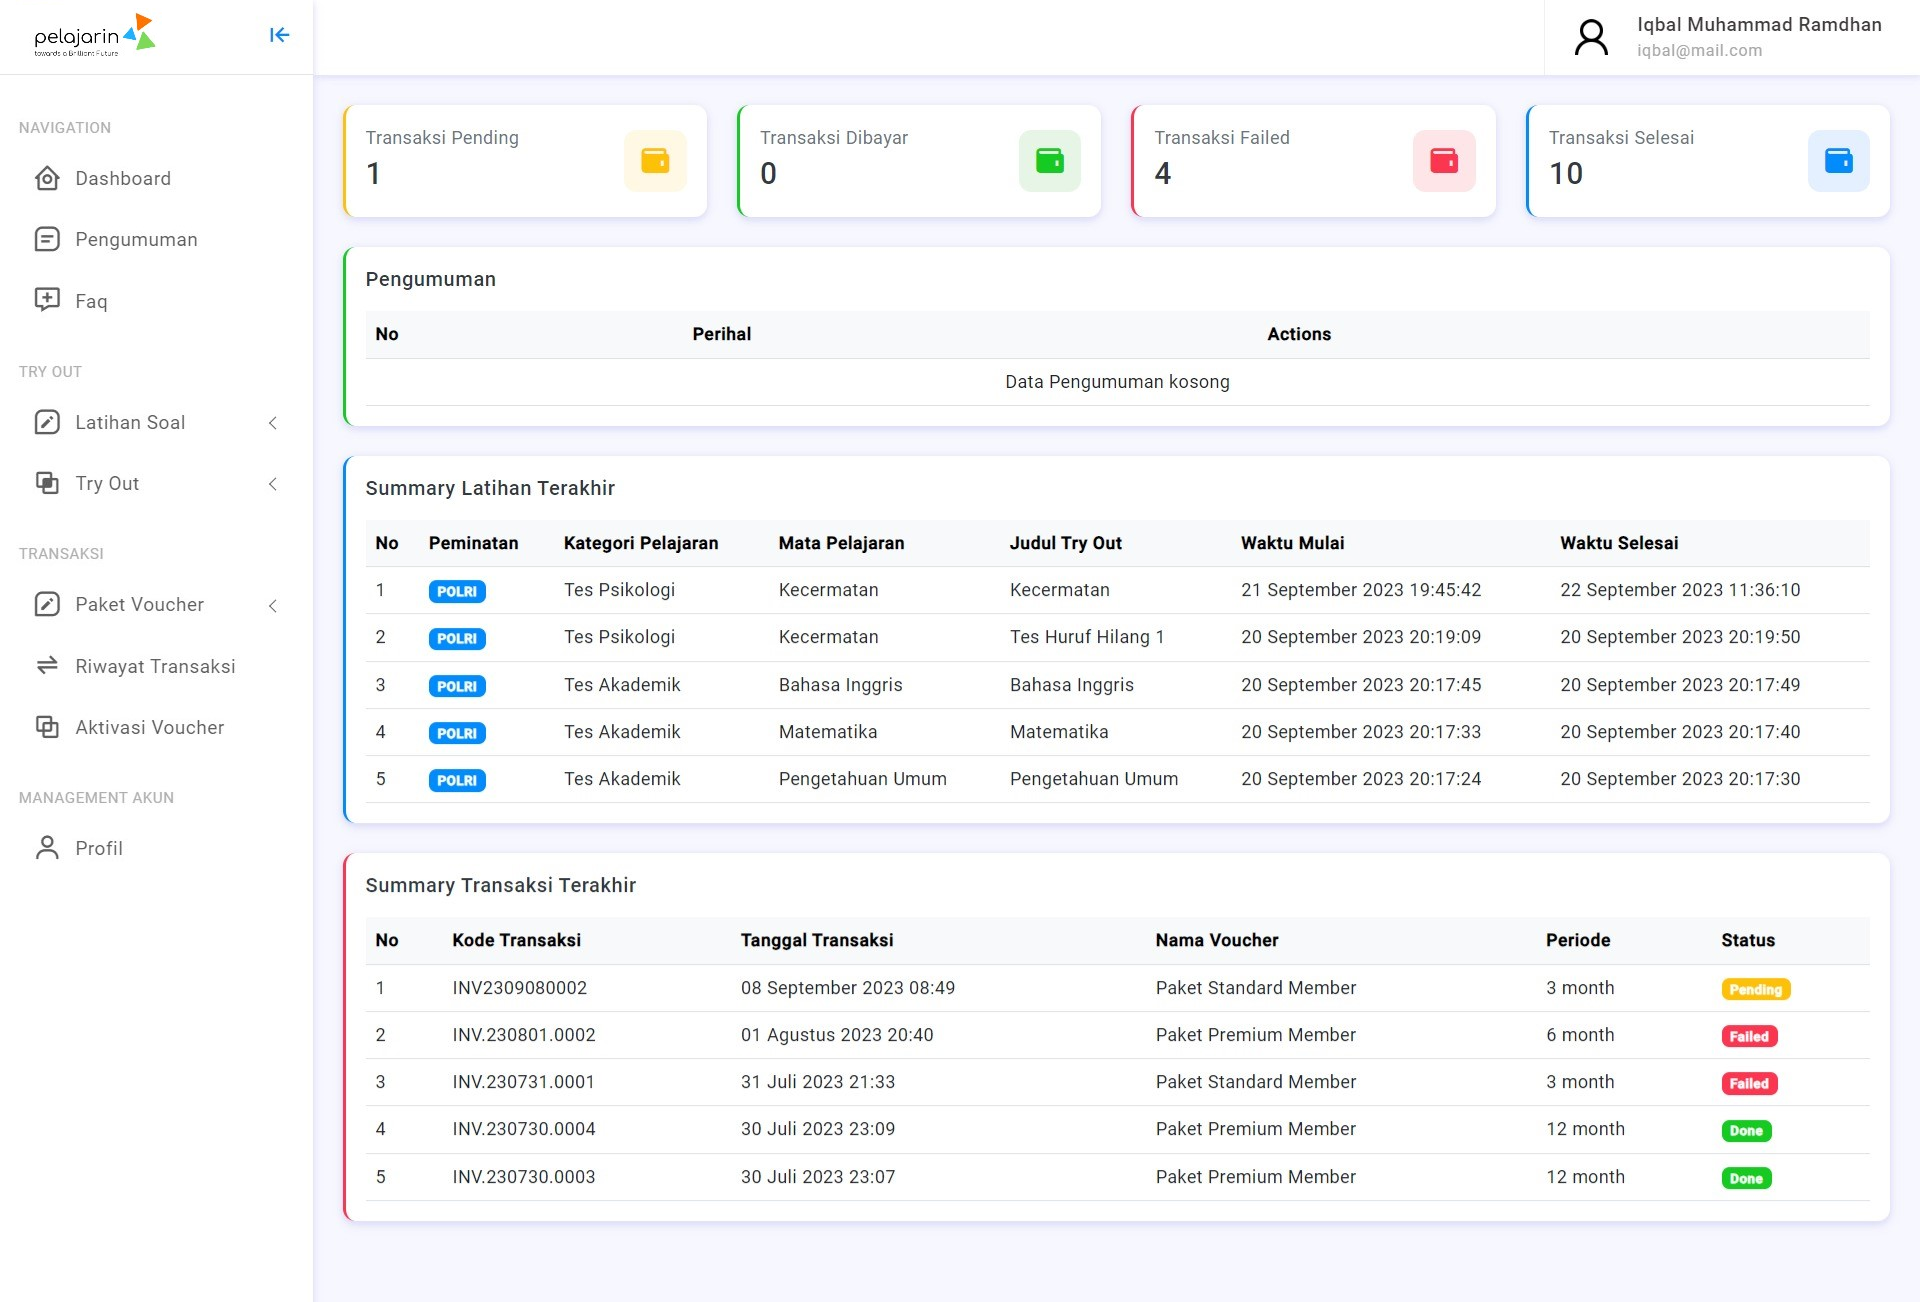 pelajarin
towards a Brilliant Future
Iqbal Muhammad Ramdhan
iqbal@mail.com
NAVIGATION
Dashboard
Pengumuman
Faq
TRY OUT
Latihan Soal
Try Out
TRANSAKSI
Paket Voucher
Riwayat Transaksi
Aktivasi Voucher
MANAGEMENT AKUN
Profil
Transaksi Pending
1
Transaksi Dibayar
0
Transaksi Failed
4
Transaksi Selesai
10
Pengumuman
No Perihal Actions
Data Pengumuman kosong
Summary Latihan Terakhir
No Peminatan Kategori Pelajaran Mata Pelajaran Judul Try Out Waktu Mulai Waktu Selesai
1 POLRI Tes Psikologi Kecermatan Kecermatan 21 September 2023 19:45:42 22 September 2023 11:36:10
2 POLRI Tes Psikologi Kecermatan Tes Huruf Hilang 1 20 September 2023 20:19:09 20 September 2023 20:19:50
3 POLRI Tes Akademik Bahasa Inggris Bahasa Inggris 20 September 2023 20:17:45 20 September 2023 20:17:49
4 POLRI Tes Akademik Matematika Matematika 20 September 2023 20:17:33 20 September 2023 20:17:40
5 POLRI Tes Akademik Pengetahuan Umum Pengetahuan Umum 20 September 2023 20:17:24 20 September 2023 20:17:30
Summary Transaksi Terakhir
No Kode Transaksi Tanggal Transaksi Nama Voucher Periode Status
1 INV2309080002 08 September 2023 08:49 Paket Standard Member 3 month Pending
2 INV.230801.0002 01 Agustus 2023 20:40 Paket Premium Member 6 month Failed
3 INV.230731.0001 31 Juli 2023 21:33 Paket Standard Member 3 month Failed
4 INV.230730.0004 30 Juli 2023 23:09 Paket Premium Member 12 month Done
5 INV.230730.0003 30 Juli 2023 23:07 Paket Premium Member 12 month Done